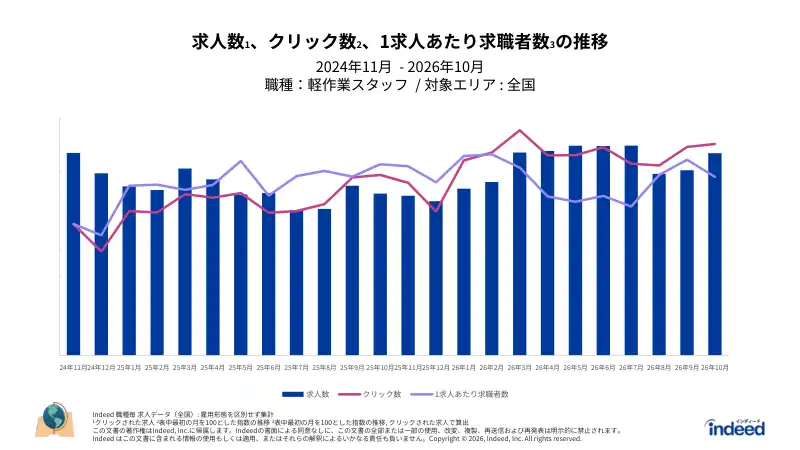 求人数1、クリック数2、1求人あたり求職者数3の推移
2024年11月 - 2026年10月
職種：軽作業スタッフ / 対象エリア : 全国
24年11月 24年12月 25年1月 25年2月 25年3月 25年4月 25年5月 25年6月 25年7月 25年8月 25年9月 25年10月 25年11月 25年12月 26年1月 26年2月 26年3月 26年4月 26年5月 26年6月 26年7月 26年8月 26年9月 26年10月
求人数 クリック数 1求人あたり求職者数
Indeed 職種毎 求人データ（全国）: 雇用形態を区別せず集計
¹クリックされた求人 ²表中最初の月を100とした指数の推移 ³表中最初の月を100とした指数の推移, クリックされた求人で算出
この文書の著作権はIndeed, Inc.に帰属します。Indeedの書面による同意なしに、この文書の全部または一部の使用、改変、複製、再送信および再発表は明示的に禁止されます。
Indeed はこの文書に含まれる情報の使用もしくは適用、またはそれらの解釈によるいかなる責任も負いません。Copyright © 2026, Indeed, Inc. All rights reserved.
インディード
indeed